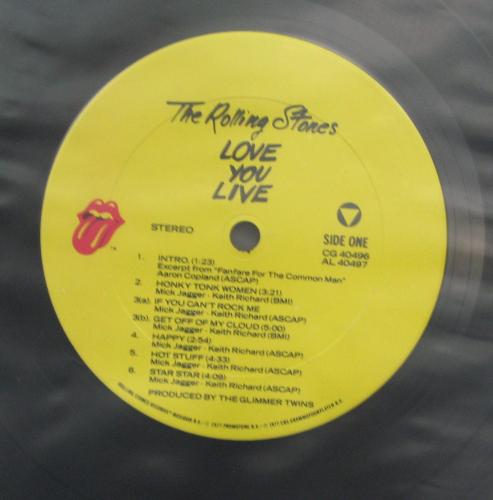 The Rolling Stones
LOVE
YOU
LIVE
STEREO
SIDE ONE
CG 40496
AL 40497
1. INTRO. (1:23)
Excerpt from "Fanfare For The Common Man"
Aaron Copland (ASCAP)
2. HONKY TONK WOMEN (3:21)
Mick Jagger - Keith Richard (BMI)
3(a). IF YOU CAN'T ROCK ME
Mick Jagger - Keith Richard (ASCAP)
3(b). GET OFF OF MY CLOUD (5:00)
Mick Jagger - Keith Richard (BMI)
4. HAPPY (2:54)
Mick Jagger - Keith Richard (ASCAP)
5. HOT STUFF (4:33)
Mick Jagger - Keith Richard (ASCAP)
6. STAR STAR (4:09)
Mick Jagger - Keith Richard (ASCAP)
PRODUCED BY THE GLIMMER TWINS
ROLLING STONES RECORDS